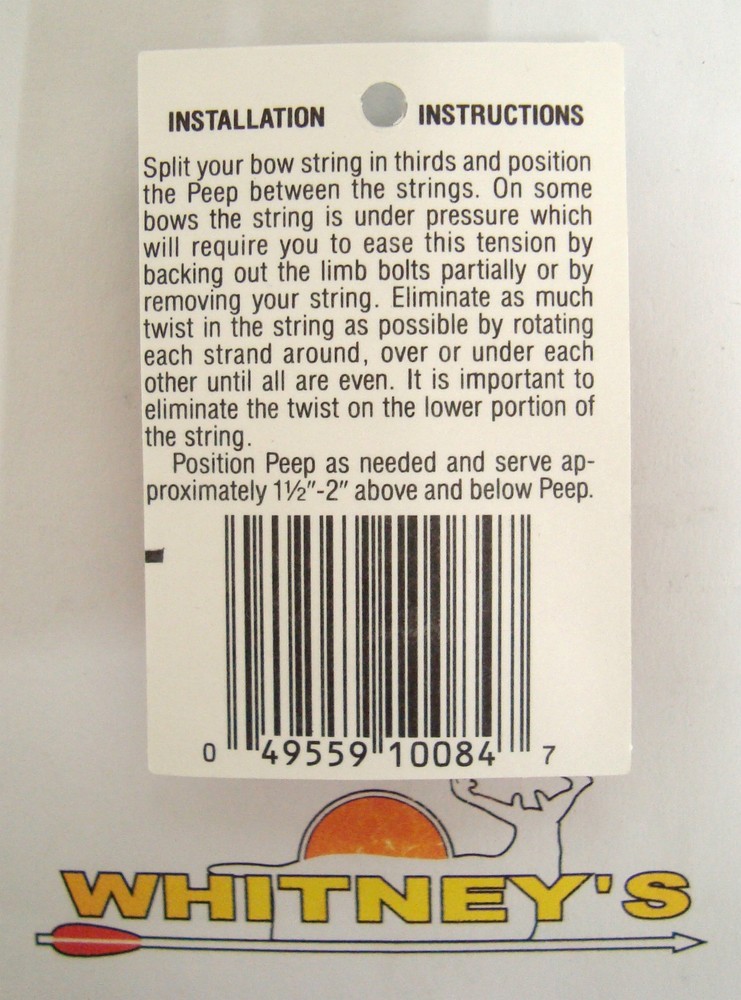 INSTALLATION INSTRUCTIONS
Split your bow string in thirds and position
the Peep between the strings. On some
bows the string is under pressure which
will require you to ease this tension by
backing out the limb bolts partially or by
removing your string. Eliminate as much
twist in the string as possible by rotating
each strand around, over or under each
other until all are even. It is important to
eliminate the twist on the lower portion of
the string.
Position Peep as needed and serve ap-
proximately 1½"-2" above and below Peep.
0 49559 10084 7
WHITNEY'S